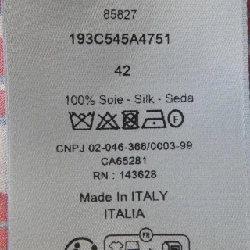 85827
193C545A4751
42
100% Soie - Silk - Seda
CNPJ 02-046-366/0003-99
CA65281
RN : 143628
Made In ITALY
ITALIA